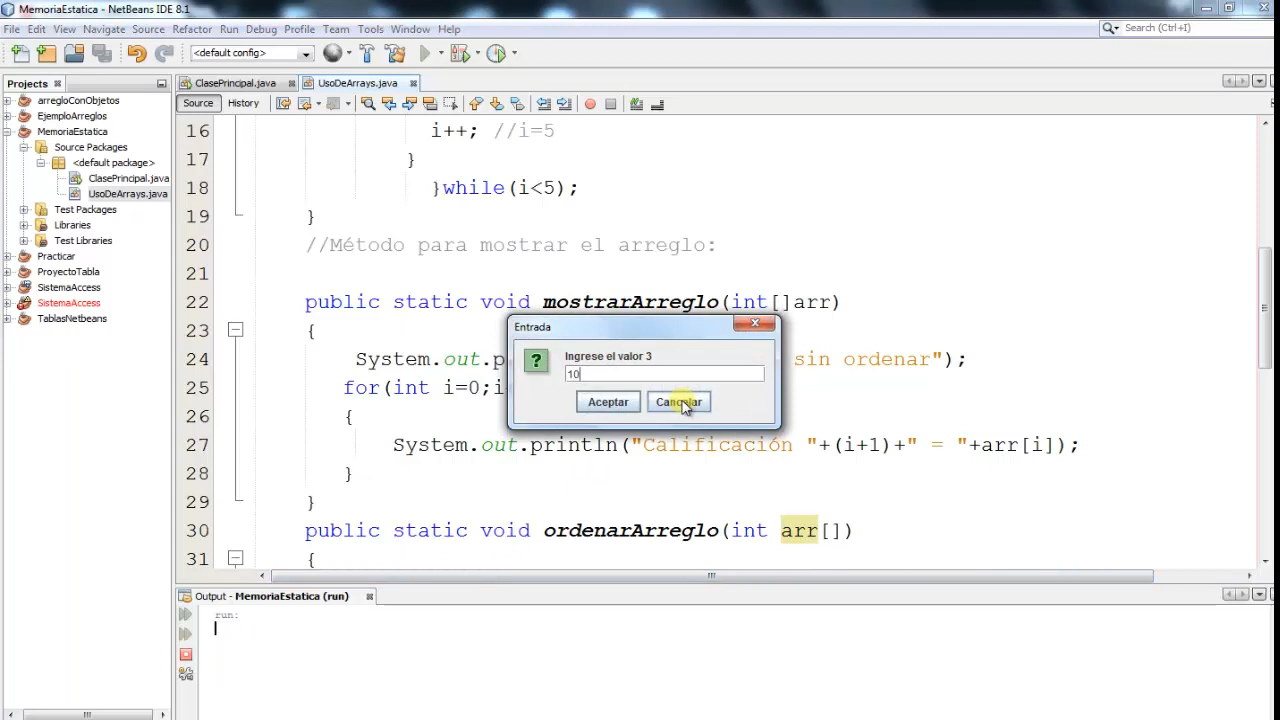 MemoriaEstatica - NetBeans IDE 8.1
File Edit View Navigate Source Refactor Run Debug Profile Team Tools Window Help
Search (Ctrl+I)
<default config>
Projects
ClasePrincipal.java
UsoDeArrays.java
Source History
arregloConObjetos
EjemploArreglos
MemoriaEstatica
Source Packages
<default package>
ClasePrincipal.java
UsoDeArrays.java
Test Packages
Libraries
Test Libraries
Practicar
ProyectoTabla
SistemaAccess
SistemaAccess
TablasNetbeans
16 i++; //i=5
17 }
18 }while(i<5);
19 }
20 //Método para mostrar el arreglo:
21
22 public static void mostrarArreglo(int[]arr)
23 {
24 System.out.p sin ordenar");
25 for(int i=0;i
26 {
27 System.out.println("Calificación "+(i+1)+" = "+arr[i]);
28 }
29 }
30 public static void ordenarArreglo(int arr[])
31 {
Entrada
Ingrese el valor 3
10
Aceptar Cancelar
Output - MemoriaEstatica (run)
run: